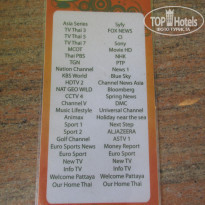 TOP HOTELS
Asia Series
Syfy
TV Thai 3
FOX NEWS
TV Thai 5
CI
TV Thai 7
Sony
MCOT
Movie HD
Thai PBS
NHK
TGN
PTP
Nation Channel
News 1
KBS World
Blue Sky
HDTV 2
Channel News Asia
NAT GEO WILD
Bloomberg
CCTV
Spring News
Channel V
DMC
Music Lifestyle
Universal Channel
Animax
Holiday near the sea
Sport 1
Next Step
Sport 2
ALJAZEERA
Golf Channel
ASTV 1
Euro Sports News
Money Report
Euro Sport
Euro Sport
New TV
New TV
Info TV
Info TV
Welcome Pattaya
Welcome Pattaya
Our Home Thai
Our Home Thai